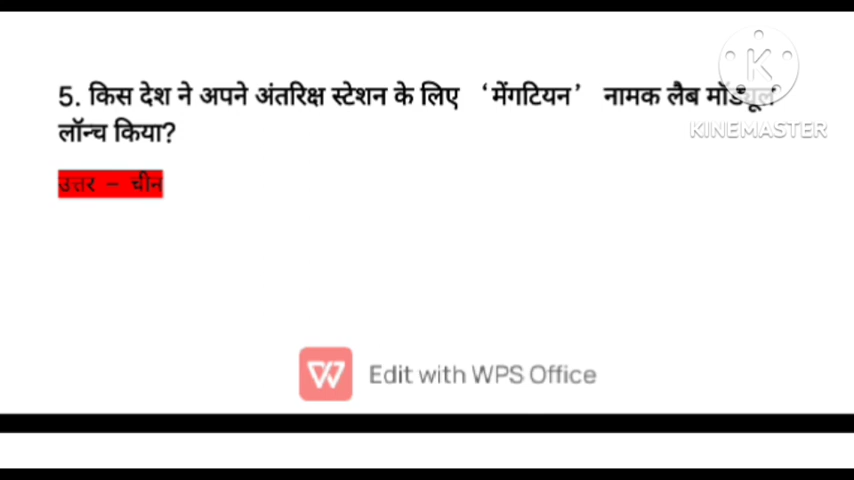 5. किस देश ने अपने अंतरिक्ष स्टेशन के लिए ‘मेंगटियन’ नामक लैब मॉड्यूल
लॉन्च किया?
उत्तर – चीन
KINEMASTER
Edit with WPS Office